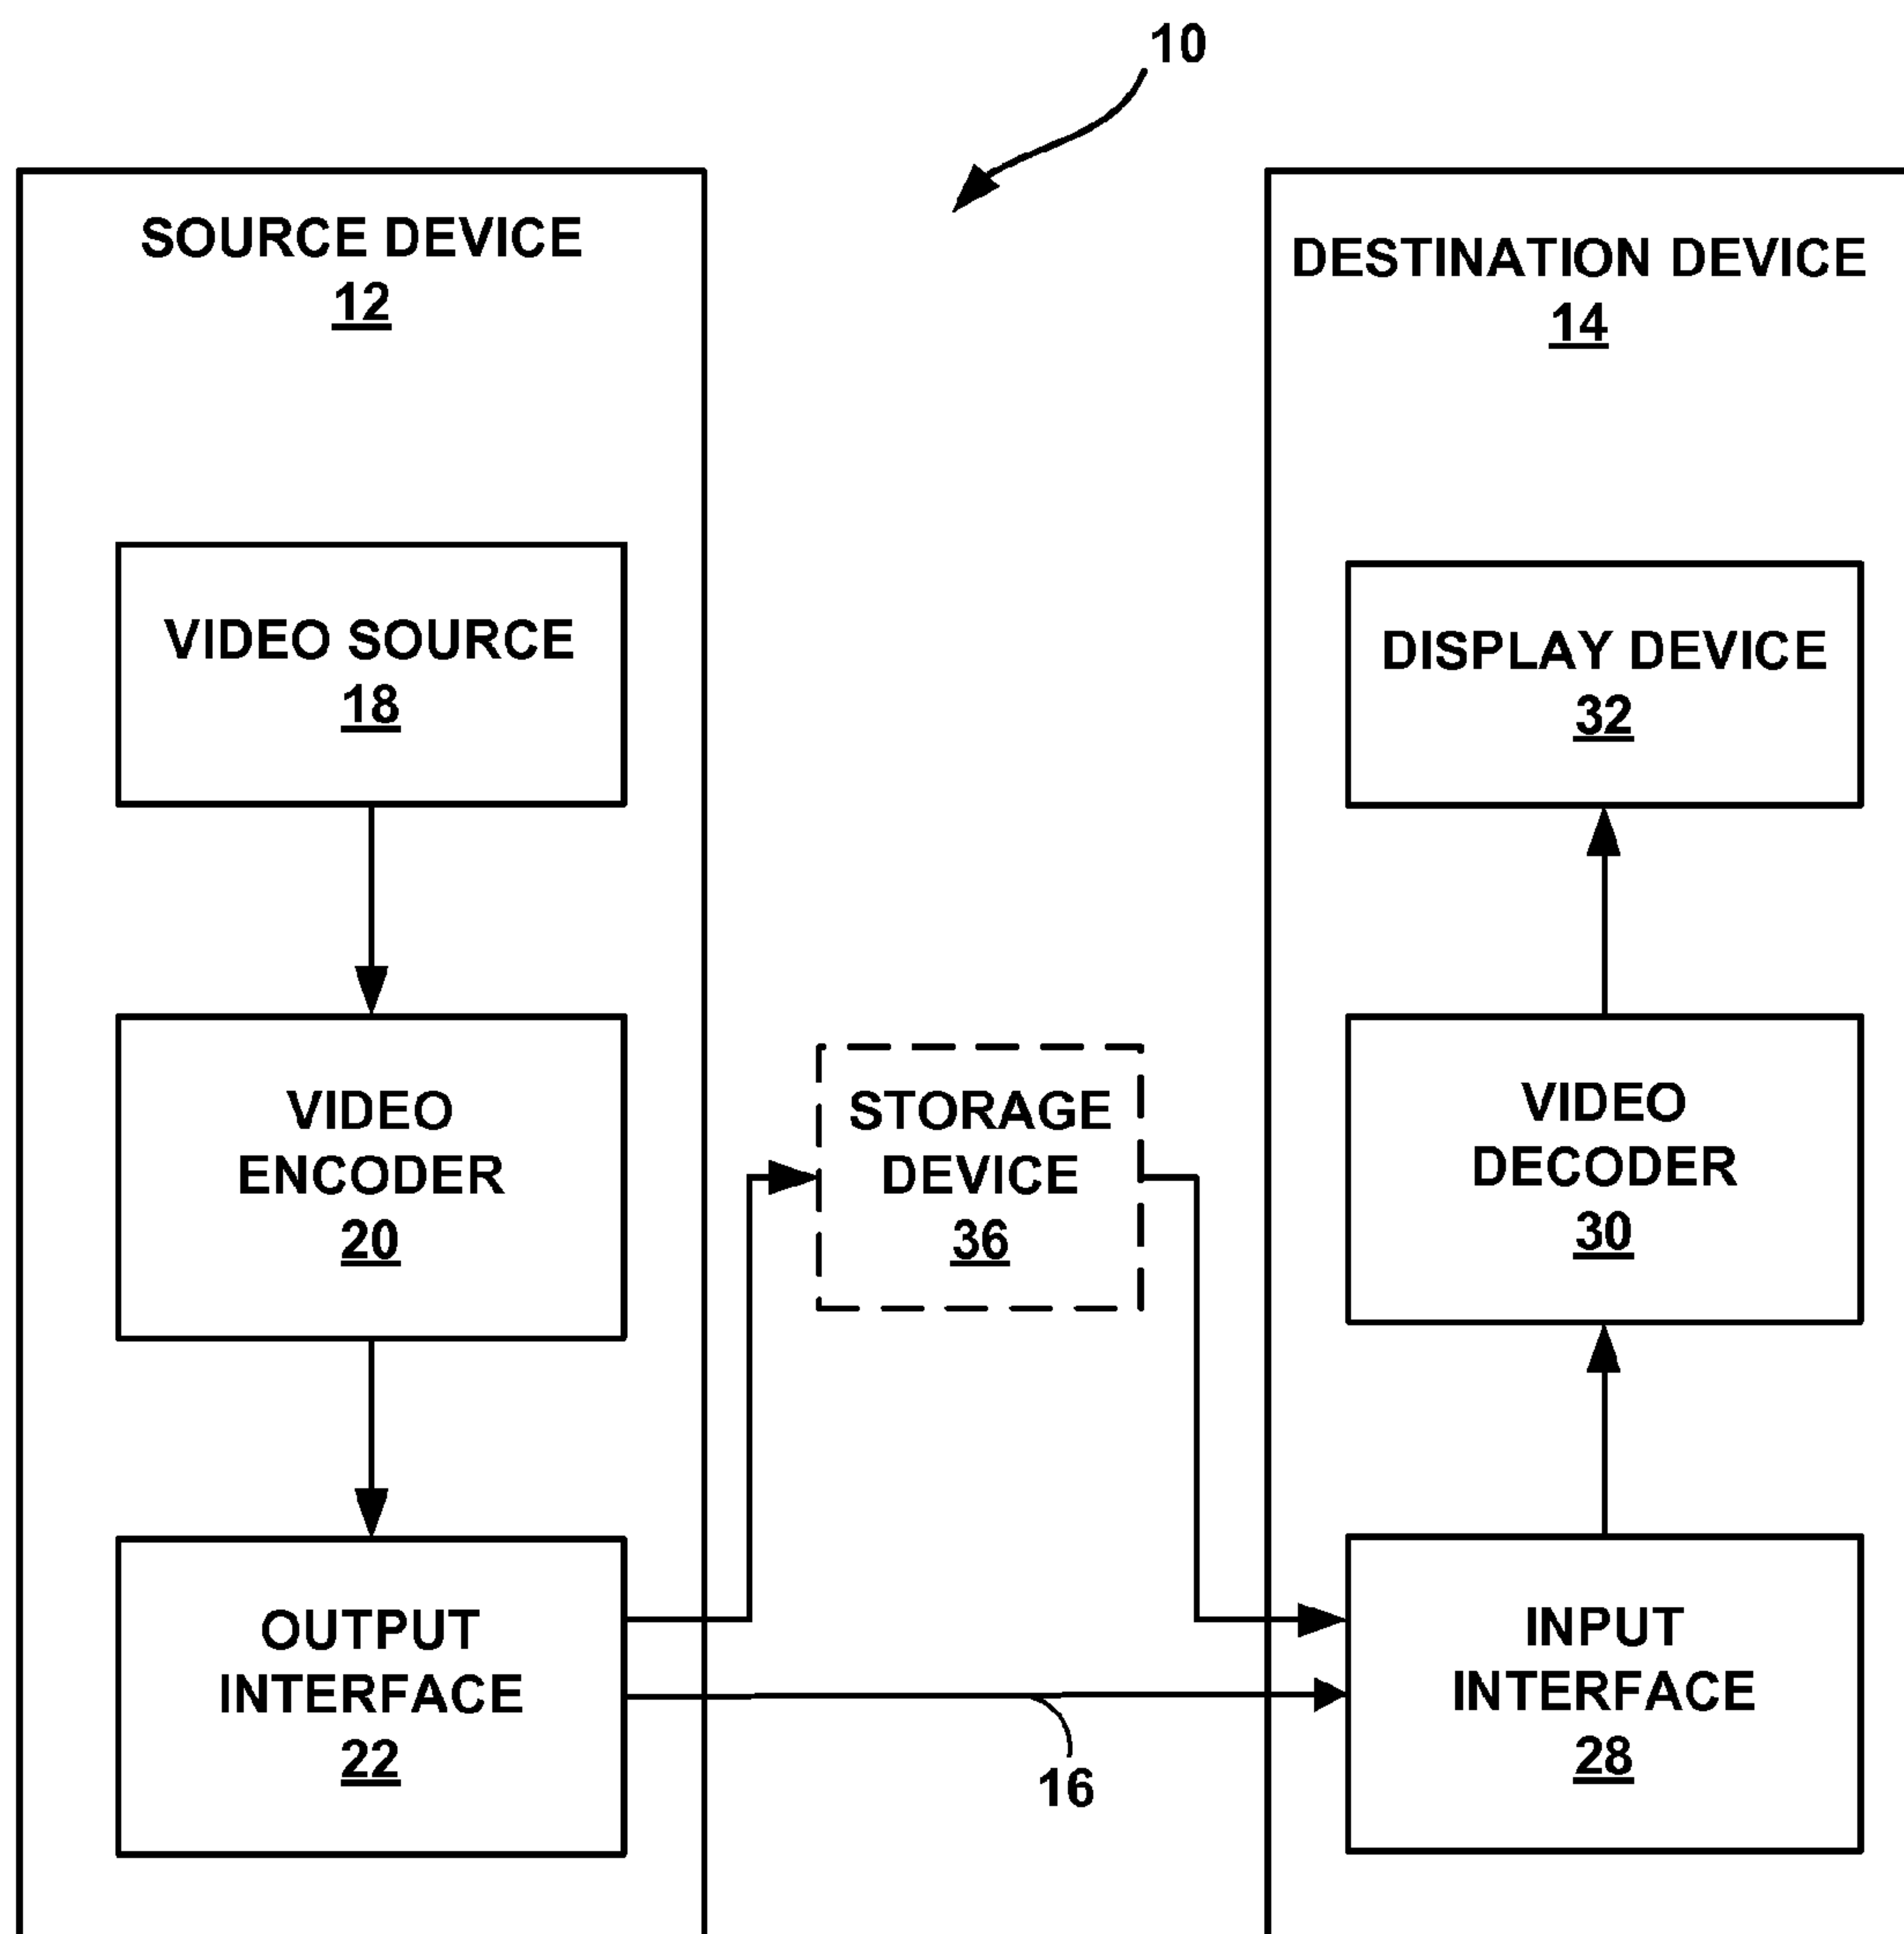 10
SOURCE DEVICE
12
VIDEO SOURCE
18
VIDEO
ENCODER
20
OUTPUT
INTERFACE
22
STORAGE
DEVICE
36
16
DESTINATION DEVICE
14
DISPLAY DEVICE
32
VIDEO
DECODER
30
INPUT
INTERFACE
28